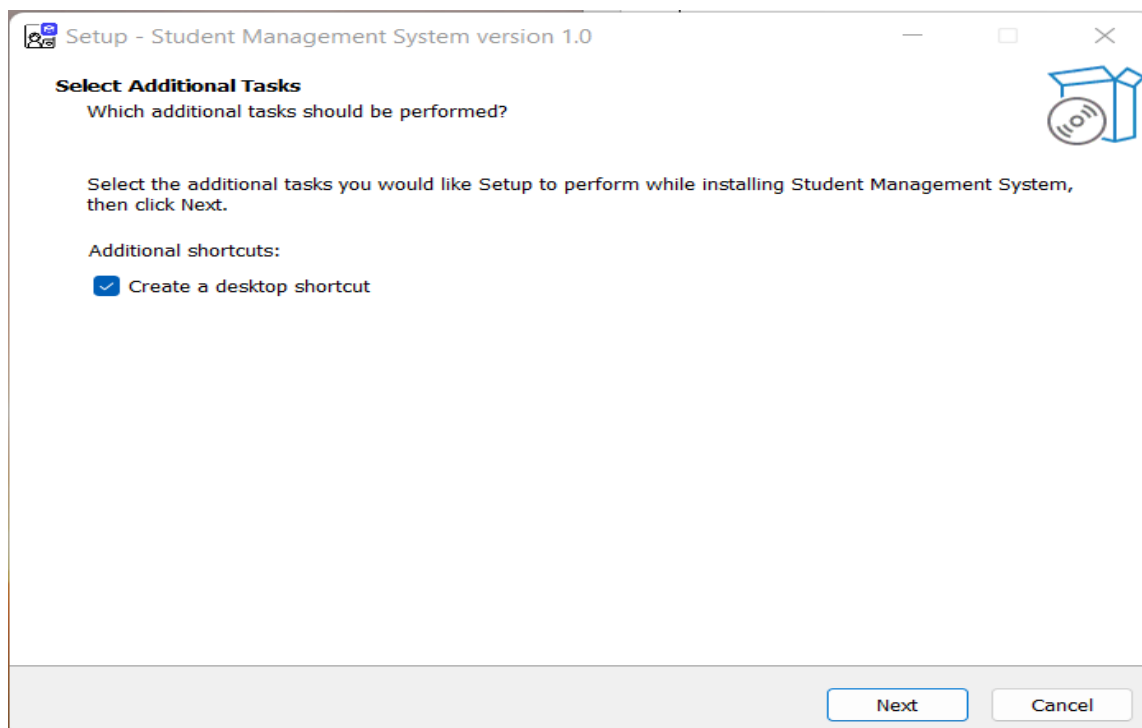 Setup - Student Management System version 1.0
Select Additional Tasks
Which additional tasks should be performed?
Select the additional tasks you would like Setup to perform while installing Student Management System,
then click Next.
Additional shortcuts:
Create a desktop shortcut
Next
Cancel